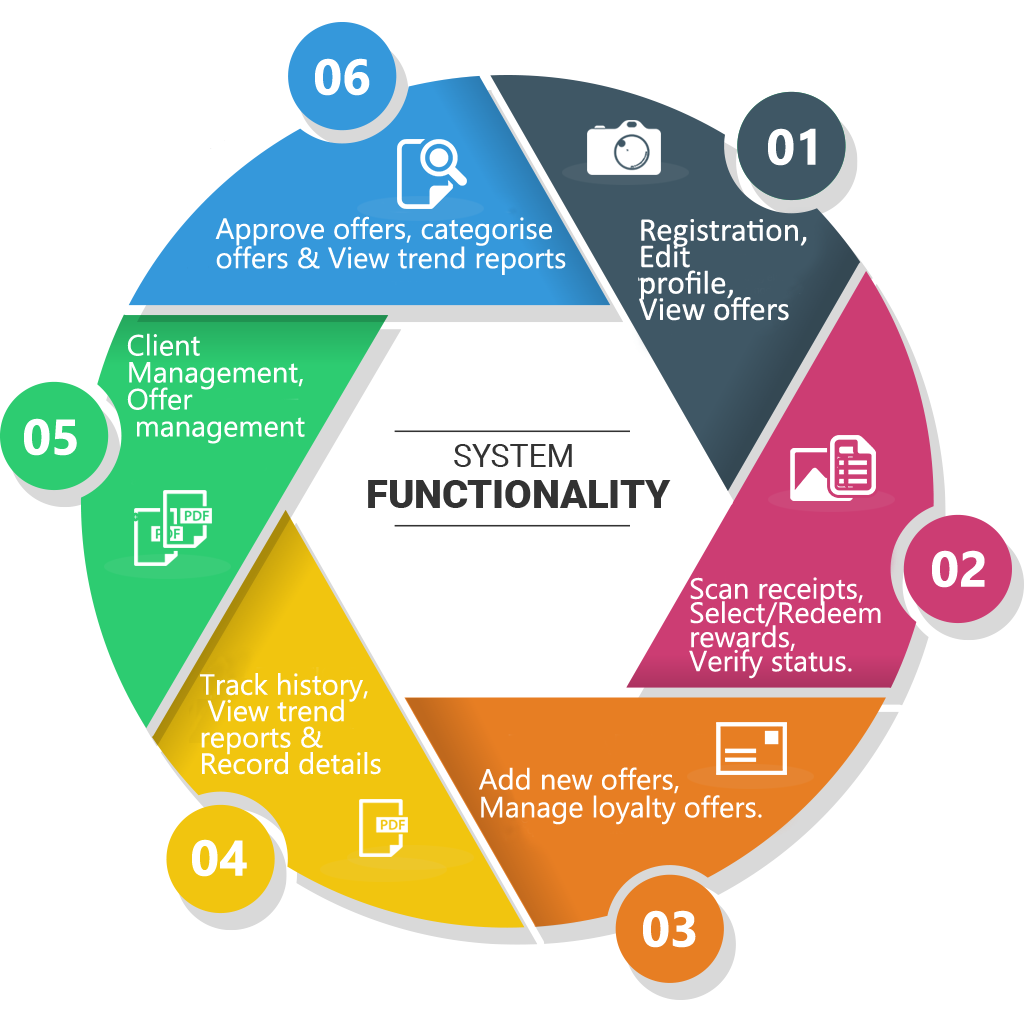 SYSTEM
FUNCTIONALITY
01
Registration,
Edit
profile,
View offers
02
Scan receipts,
Select/Redeem
rewards,
Verify status.
03
Add new offers,
Manage loyalty offers.
04
Track history,
View trend
reports &
Record details
PDF
05
Client
Management,
Offer
management
PDF
PDF
06
Approve offers, categorise
offers & View trend reports